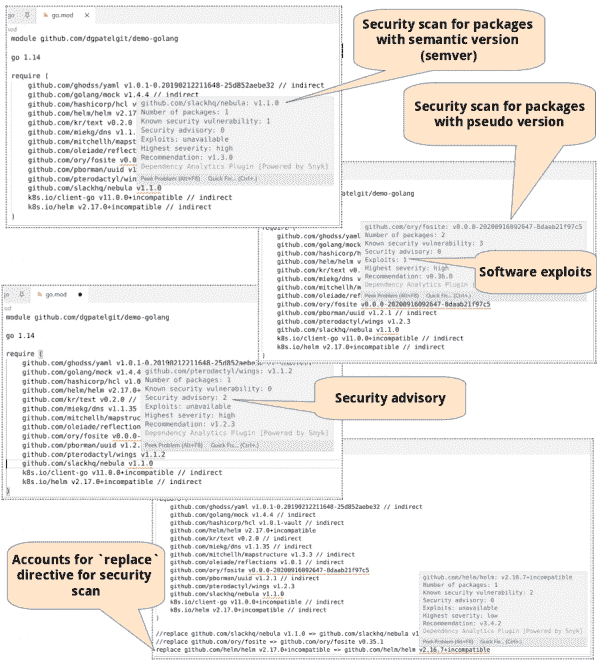 go.mod
module github.com/dgpatelgit/demo-golang
go 1.14
require (
github.com/ghodss/yaml v1.0.1-0.20190212211648-25d852aebe32 // indirect
github.com/golang/mock v1.4.4 // indirect
github.com/hashicorp/hcl v
github.com/helm/helm v2.17
github.com/kr/text v0.2.0
github.com/miekg/dns v1.1.
github.com/mitchellh/mapst
github.com/oleiade/reflect
github.com/ory/fosite v0.0
github.com/pborman/uuid v1
github.com/pterodactyl/win
github.com/slackhq/nebula v1.1.0
k8s.io/client-go v11.0.0+incompatible // indirect
k8s.io/helm v2.17.0+incompatible // indirect
)
github.com/slackhq/nebula: v1.1.0
Number of packages: 1
Known security vulnerability: 1
Security advisory: 0
Exploits: unavailable
Highest severity: high
Recommendation: v1.3.0
Dependency Analytics Plugin [Powered by Snyk]
Peek Problem (Alt+F8) Quick Fix... (Ctrl+.)
Security scan for packages
with semantic version
(semver)
Security scan for packages
with pseudo version
patelgit/demo-golang
github.com/ghodss/yaml
github.com/golang/mock
github.com/hashicorp/h
github.com/helm/helm v
github.com/kr/text v0.
github.com/miekg/dns v
github.com/mitchellh/m
github.com/oleiade/ref
github.com/ory/fosite v0.0.0-20200916092647-8daab21f97c5
github.com/pborman/uuid v1.2.1 // indirect
github.com/pterodactyl/wings v1.2.3
github.com/slackhq/nebula v1.1.0
k8s.io/client-go v11.0.0+incompatible // indirect
k8s.io/helm v2.17.0+incompatible // indirect
)
github.com/ory/fosite: v0.0.0-20200916092647-8daab21f97c5
Number of packages: 2
Known security vulnerability: 3
Security advisory: 0
Exploits: 1
Highest severity: high
Recommendation: v0.36.0
Peek Problem (Alt+F8) Quick Fix... (Ctrl+.)
Software exploits
go.mod
module github.com/dgpatelgit/demo-golang
go 1.14
require (
github.com/ghodss/yaml v1.0.1-0.20190212211648-25d852aebe32 // indirect
github.com/golang/mock v1.4.4
github.com/hashicorp/hcl v1.0
github.com/helm/helm v2.17.0+
github.com/kr/text v0.2.0 //
github.com/miekg/dns v1.1.35
github.com/mitchellh/mapstruc
github.com/oleiade/reflection
github.com/ory/fosite v0.0.0-
github.com/pborman/uuid v1.2.
github.com/pterodactyl/wings v1.1.2
github.com/slackhq/nebula v1.1.0
k8s.io/client-go v11.0.0+incompatible // indirect
k8s.io/helm v2.17.0+incompatible // indirect
)
github.com/pterodactyl/wings: v1.1.2
Number of packages: 1
Known security vulnerability: 0
Security advisory: 2
Exploits: unavailable
Highest severity: high
Recommendation: v1.2.3
Dependency Analytics Plugin [Powered by Snyk]
Peek Problem (Alt+F8) Quick Fix... (Ctrl+.)
Security advisory
github.com/ghodss/yaml v1.0.1-0.20190212211648-25d852aebe32 // indirect
github.com/golang/mock v1.4.4 // indirect
github.com/hashicorp/hcl v1.0.1-vault // indirect
github.com/helm/helm v2.17.0+incompatible
github.com/kr/text v0.2.0 // indirect
github.com/miekg/dns v1.1.35 // indirect
github.com/mitchellh/mapstructure v1.3.3 // indirect
github.com/oleiade/reflections v1.0.1 // indirect
github.com/ory/fosite v0.0.0-20200916092647-8daab21f97c5
github.com/pborman/uuid v1.2.1 // indirect
github.com/pterodactyl/wings v1.2.3
github.com/slackhq/nebula v1.1.0
k8s.io/client-go v11.0.0+incompatible // indirect
k8s.io/helm v2.17.0+incompatible // indirect
)
//replace github.com/slackhq/nebula v1.1.0 => github.com/slackhq/nebula v1
//replace github.com/ory/fosite => github.com/ory/fosite v0.35.1
replace github.com/helm/helm v2.17.0+incompatible => github.com/helm/helm v2.16.7+incompatible
github.com/helm/helm: v2.16.7+incompatible
Number of packages: 1
Known security vulnerability: 2
Security advisory: 0
Exploits: unavailable
Highest severity: low
Recommendation: v3.4.2
Dependency Analytics Plugin [Powered by Snyk]
Peek Problem (Alt+F8) Quick Fix... (Ctrl+.)
Accounts for `replace`
directive for security
scan